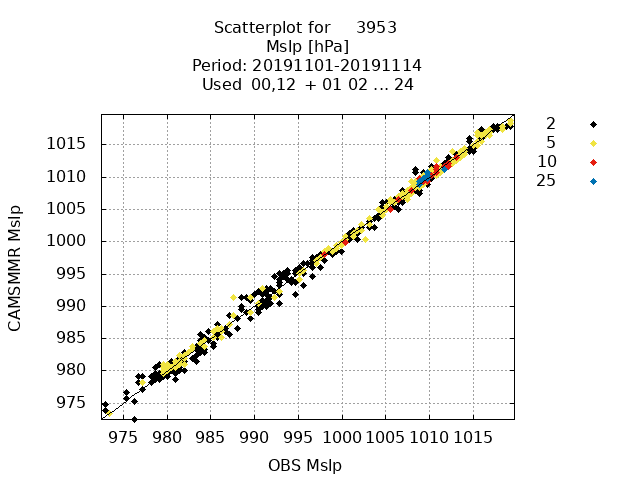 Scatterplot for 3953
Mslp [hPa]
Period: 20191101-20191114
Used 00,12 + 01 02 ... 24
2
5
10
25
1015
1010
1005
1000
995
990
985
980
975
CAMSMMR Mslp
975 980 985 990 995 1000 1005 1010 1015
OBS Mslp